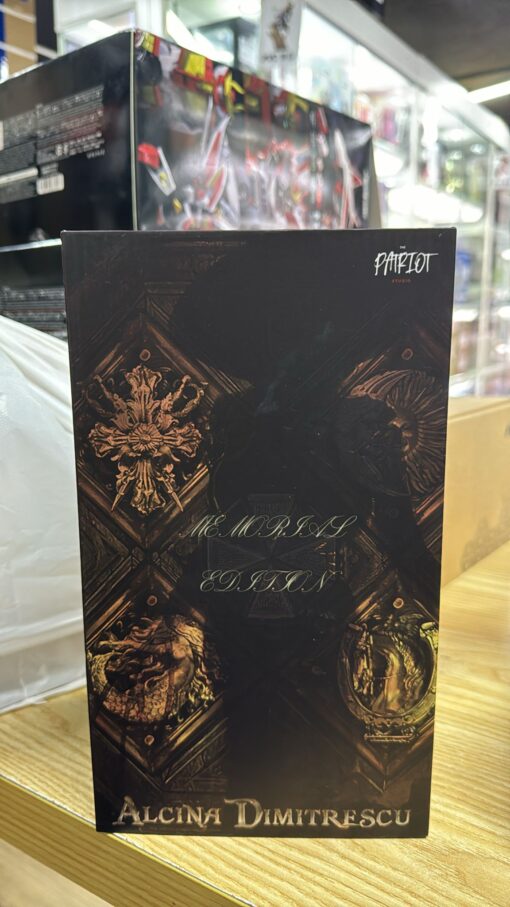 THE
PATRIOT
STUDIO
MEMORIAL
EDITION
ALCINA DIMITRESCU